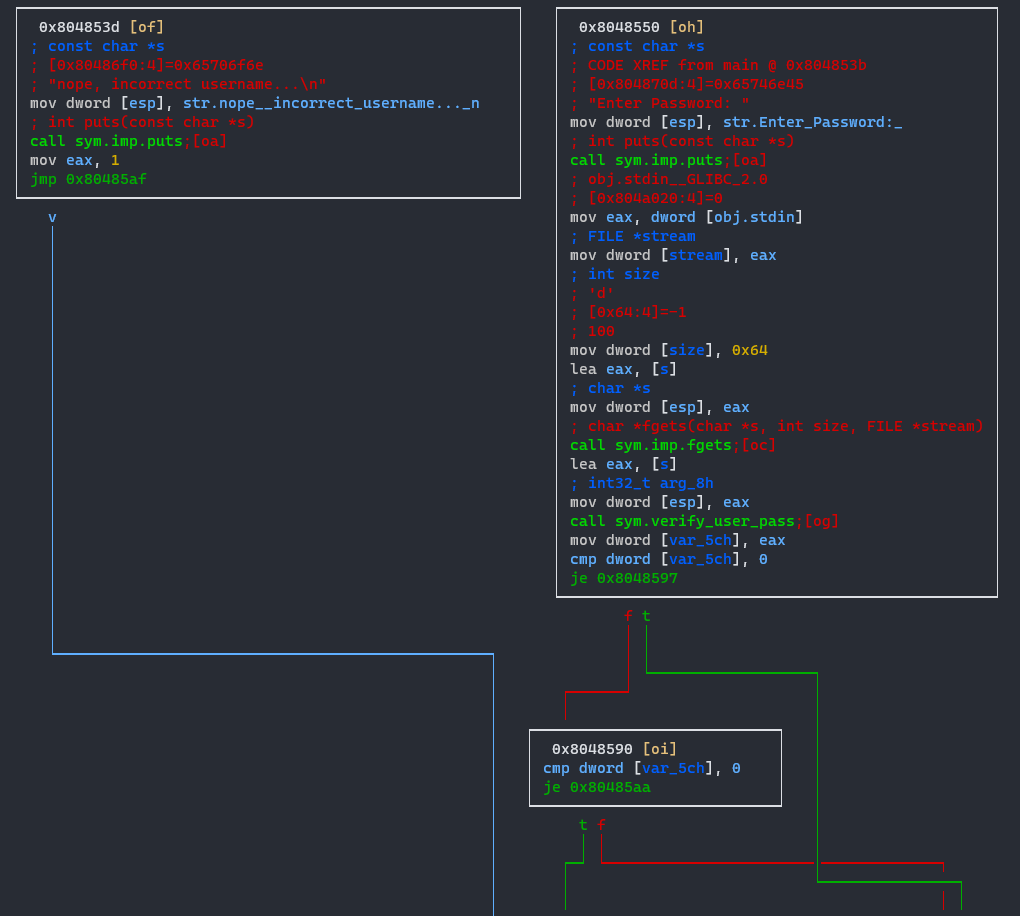 0x804853d [of]
; const char *s
; [0x80486f0:4]=0x65706f6e
; "nope, incorrect username...\n"
mov dword [esp], str.nope__incorrect_username..._n
; int puts(const char *s)
call sym.imp.puts;[oa]
mov eax, 1
jmp 0x80485af
v
0x8048550 [oh]
; const char *s
; CODE XREF from main @ 0x804853b
; [0x804870d:4]=0x65746e45
; "Enter Password: "
mov dword [esp], str.Enter_Password:_
; int puts(const char *s)
call sym.imp.puts;[oa]
; obj.stdin__GLIBC_2.0
; [0x804a020:4]=0
mov eax, dword [obj.stdin]
; FILE *stream
mov dword [stream], eax
; int size
; 'd'
; [0x64:4]=-1
; 100
mov dword [size], 0x64
lea eax, [s]
; char *s
mov dword [esp], eax
; char *fgets(char *s, int size, FILE *stream)
call sym.imp.fgets;[oc]
lea eax, [s]
; int32_t arg_8h
mov dword [esp], eax
call sym.verify_user_pass;[og]
mov dword [var_5ch], eax
cmp dword [var_5ch], 0
je 0x8048597
f t
0x8048590 [oi]
cmp dword [var_5ch], 0
je 0x80485aa
t f